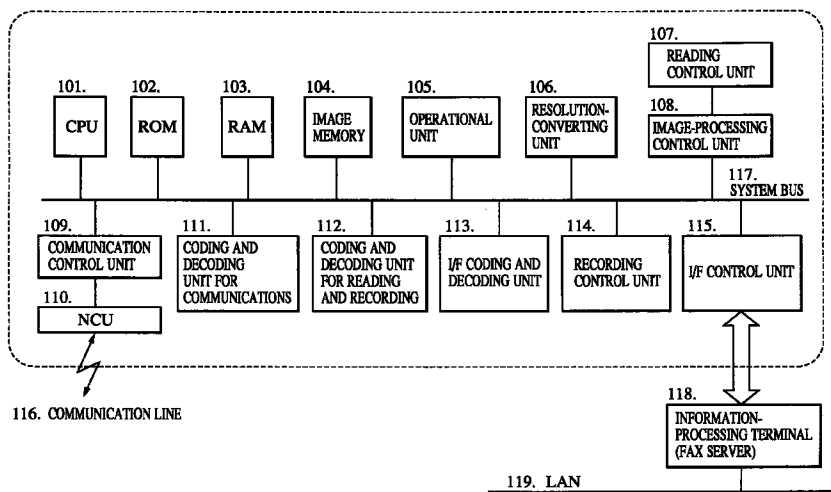 107.
READING
CONTROL UNIT
101.
CPU
102.
ROM
103.
RAM
104.
IMAGE
MEMORY
105.
OPERATIONAL
UNIT
106.
RESOLUTION-
CONVERTING
UNIT
108.
IMAGE-PROCESSING
CONTROL UNIT
117.
SYSTEM BUS
109.
COMMUNICATION
CONTROL UNIT
110.
NCU
111.
CODING AND
DECODING
UNIT FOR
COMMUNICATIONS
112.
CODING AND
DECODING UNIT
FOR READING
AND RECORDING
113.
I/F CODING AND
DECODING UNIT
114.
RECORDING
CONTROL UNIT
115.
I/F CONTROL UNIT
116. COMMUNICATION LINE
118.
INFORMATION-
PROCESSING TERMINAL
(FAX SERVER)
119. LAN